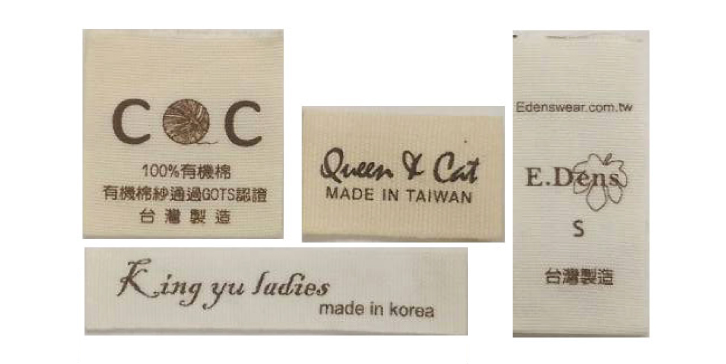 COC
100%有機棉
有機棉紗通過GOTS認證
台灣製造
Queen & Cat
MADE IN TAIWAN
Edenswear.com.tw
E.Dens
S
台灣製造
King yu ladies
made in korea